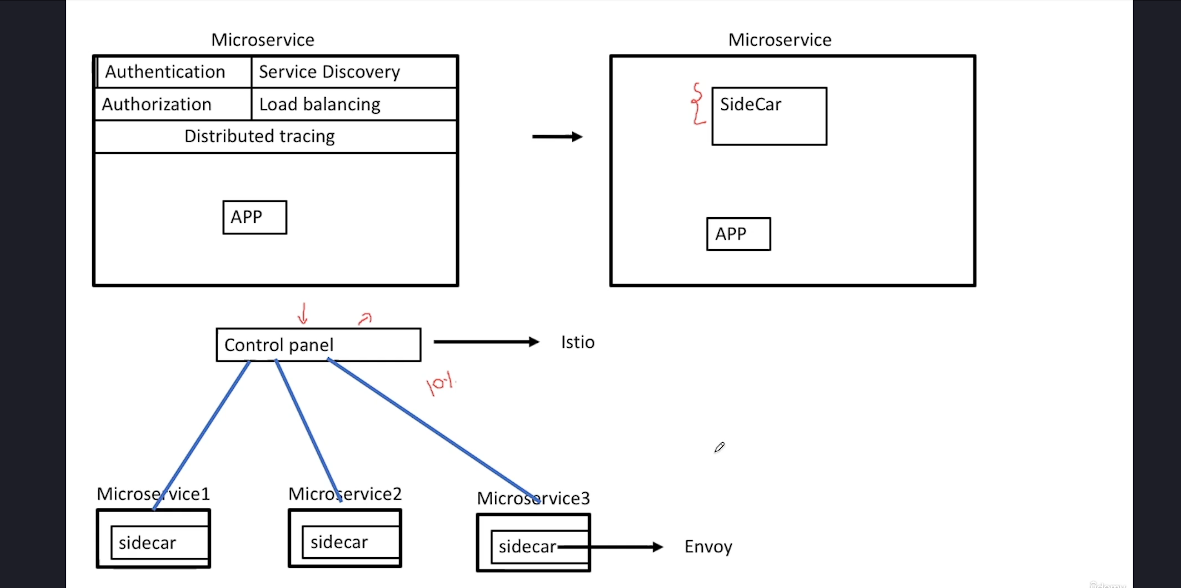 Microservice
Microservice
Authentication
Service Discovery
Authorization
Load balancing
Distributed tracing
APP
SideCar
APP
Control panel
Istio
10%
Microservice1
Microservice2
Microservice3
sidecar
sidecar
sidecar
Envoy